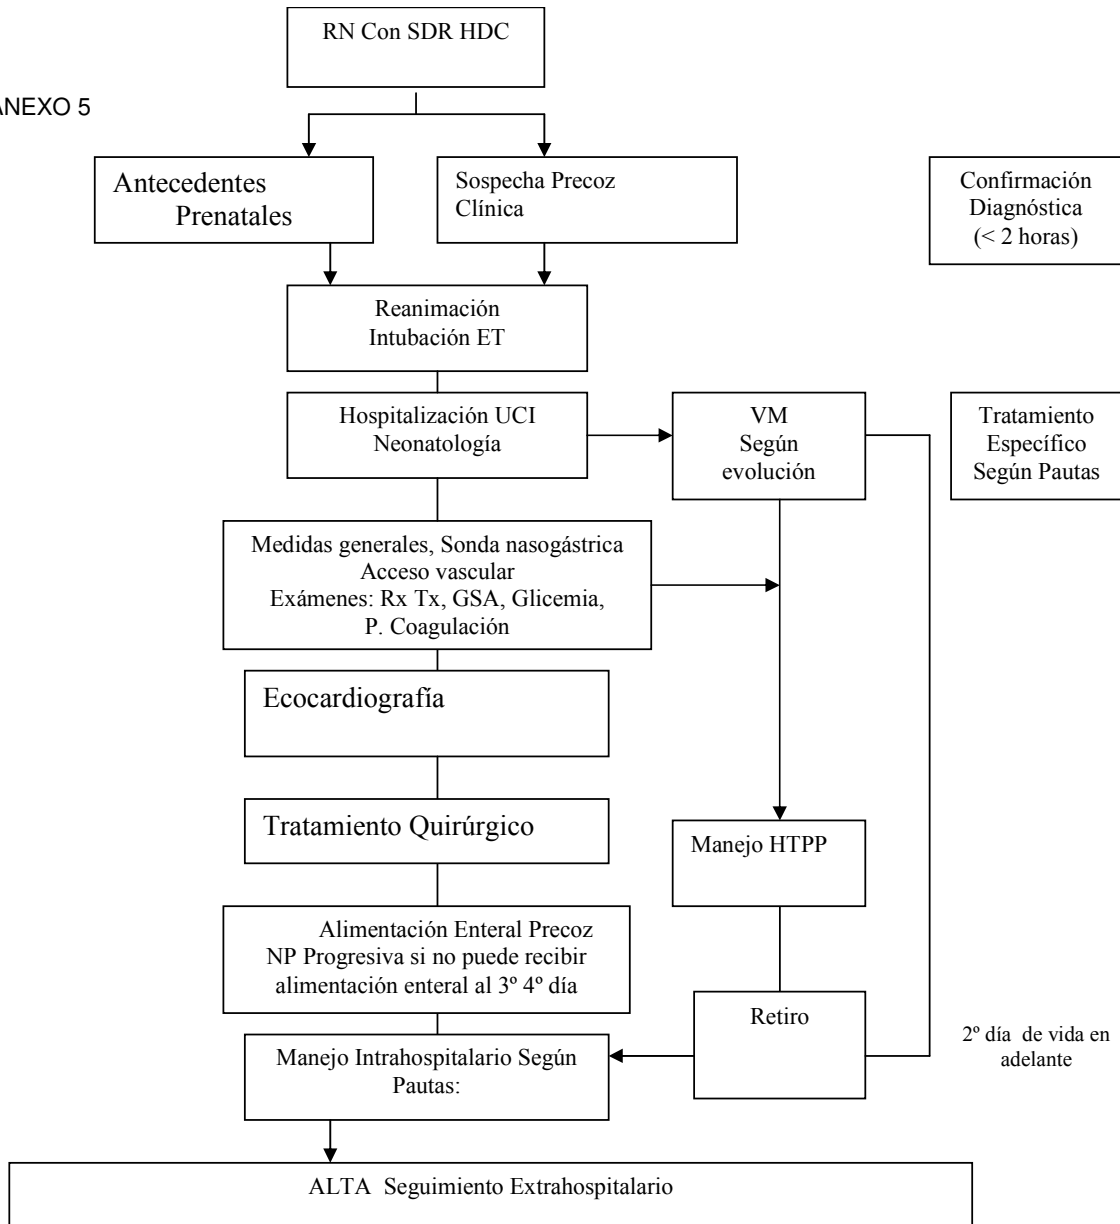 RN Con SDR HDC
ANEXO 5
Antecedentes
Prenatales
Sospecha Precoz
Clínica
Confirmación
Diagnóstica
(< 2 horas)
Reanimación
Intubación ET
Hospitalización UCI
Neonatología
VM
Según
evolución
Tratamiento
Específico
Según Pautas
Medidas generales, Sonda nasogástrica
Acceso vascular
Exámenes: Rx Tx, GSA, Glicemia,
P. Coagulación
Ecocardiografía
Tratamiento Quirúrgico
Manejo HTPP
Alimentación Enteral Precoz
NP Progresiva si no puede recibir
alimentación enteral al 3º 4º día
Retiro
2º día de vida en
adelante
Manejo Intrahospitalario Según
Pautas:
ALTA Seguimiento Extrahospitalario